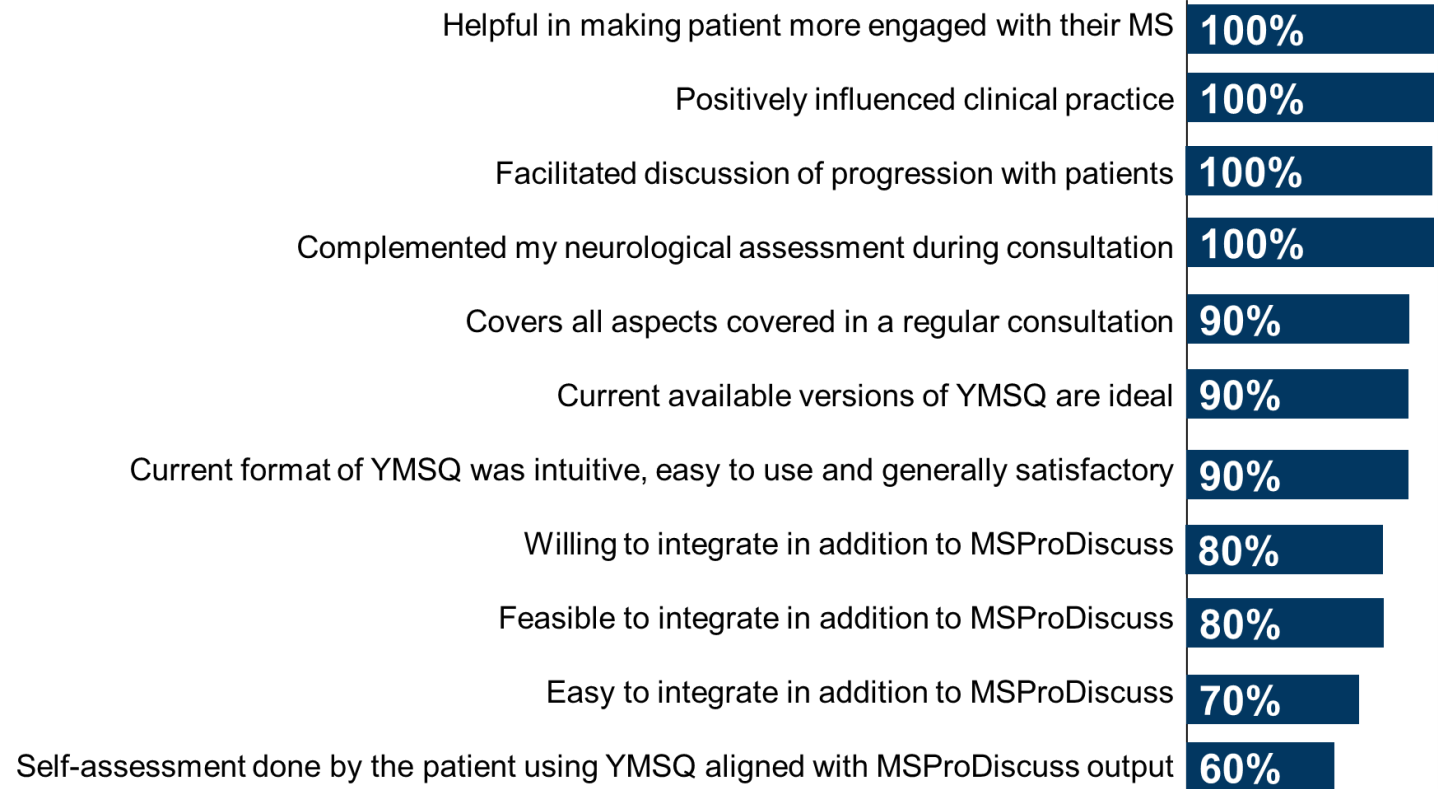 Helpful in making patient more engaged with their MS 100%
Positively influenced clinical practice 100%
Facilitated discussion of progression with patients 100%
Complemented my neurological assessment during consultation 100%
Covers all aspects covered in a regular consultation 90%
Current available versions of YMSQ are ideal 90%
Current format of YMSQ was intuitive, easy to use and generally satisfactory 90%
Willing to integrate in addition to MSProDiscuss 80%
Feasible to integrate in addition to MSProDiscuss 80%
Easy to integrate in addition to MSProDiscuss 70%
Self-assessment done by the patient using YMSQ aligned with MSProDiscuss output 60%